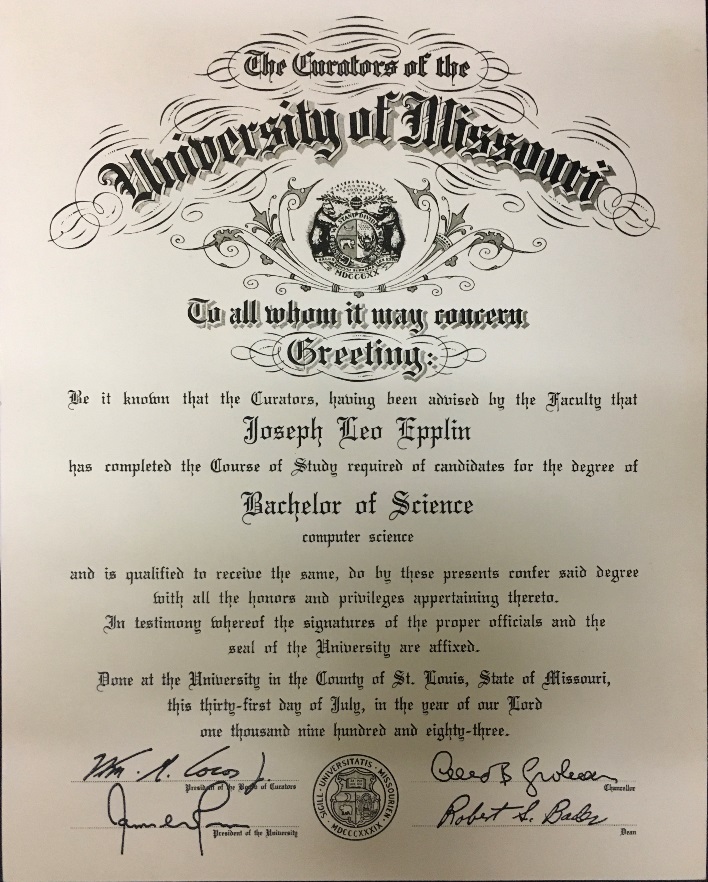 The Curators of the
University of Missouri
MDCCCXX
To all whom it may concern
Greeting:
Be it known that the Curators, having been advised by the Faculty that
Joseph Leo Epplin
has completed the Course of Study required of candidates for the degree of
Bachelor of Science
computer science
and is qualified to receive the same, do by these presents confer said degree
with all the honors and privileges appertaining thereto.
In testimony whereof the signatures of the proper officials and the
seal of the University are affixed.
Done at the University in the County of St. Louis, State of Missouri,
this thirty-first day of July, in the year of our Lord
one thousand nine hundred and eighty-three.
President of the Board of Curators
Chancellor
Robert S. Bader
President of the University
Dean
SIGILL · UNIVERSITATIS · MISSOURIEN
MDCCCXXXIX